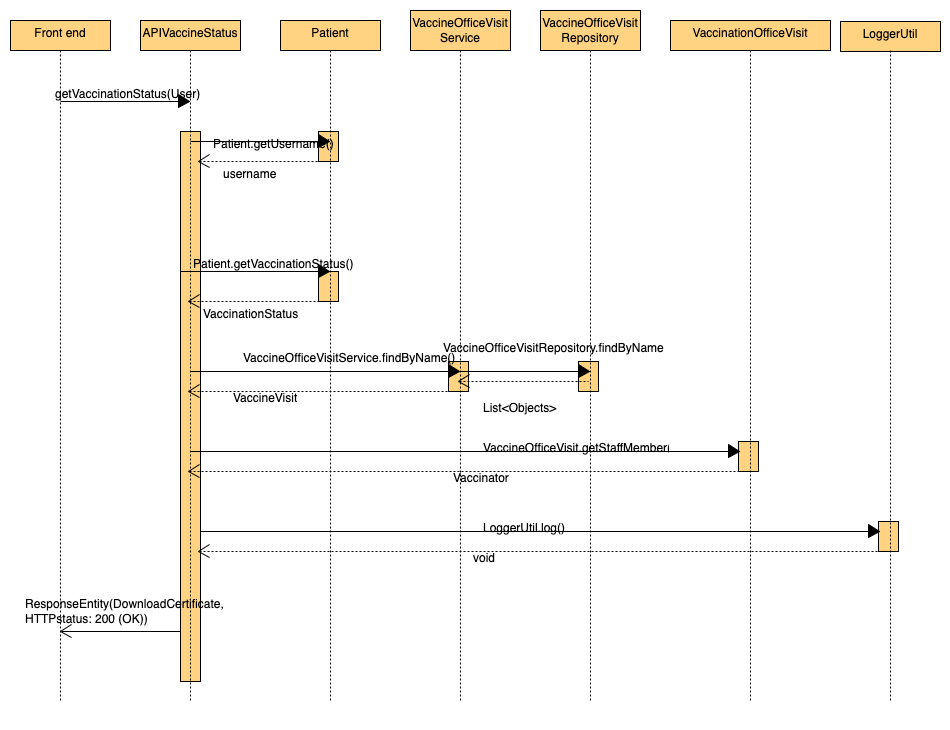 Front end
APIVaccineStatus
Patient
VaccineOfficeVisit
Service
VaccineOfficeVisit
Repository
VaccinationOfficeVisit
LoggerUtil
getVaccinationStatus(User)
Patient.getUsername()
username
Patient.getVaccinationStatus()
VaccinationStatus
VaccineOfficeVisitRepository.findByName
VaccineOfficeVisitService.findByName()
VaccineVisit
List<Objects>
VaccineOfficeVisit.getStaffMember(
Vaccinator
LoggerUtil.log()
void
ResponseEntity(DownloadCertificate,
HTTPstatus: 200 (OK))